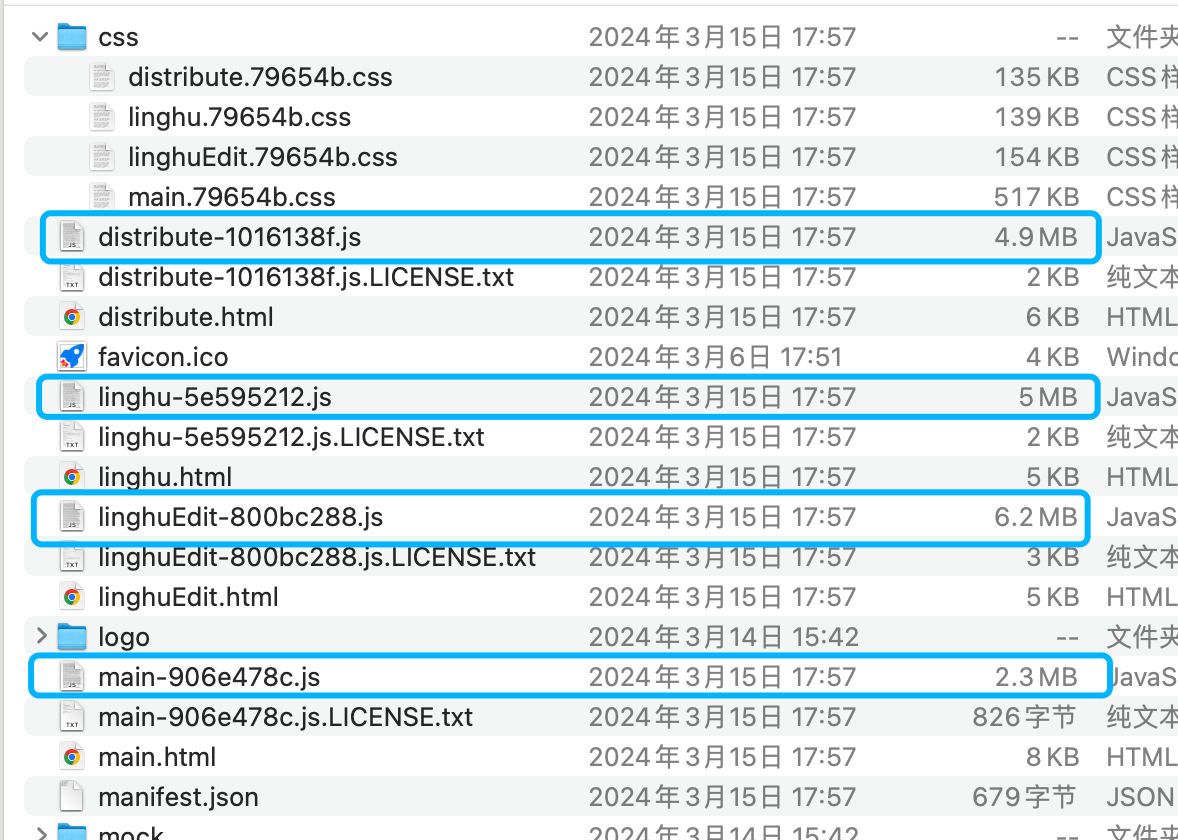 css 2024年3月15日 17:57 -- 文件夹
distribute.79654b.css 2024年3月15日 17:57 135 KB CSS 样
linghu.79654b.css 2024年3月15日 17:57 139 KB CSS 样
linghuEdit.79654b.css 2024年3月15日 17:57 154 KB CSS 样
main.79654b.css 2024年3月15日 17:57 517 KB CSS 样
distribute-1016138f.js 2024年3月15日 17:57 4.9 MB JavaS
distribute-1016138f.js.LICENSE.txt 2024年3月15日 17:57 2 KB 纯文本
distribute.html 2024年3月15日 17:57 6 KB HTML
favicon.ico 2024年3月6日 17:51 4 KB Windo
linghu-5e595212.js 2024年3月15日 17:57 5 MB JavaS
linghu-5e595212.js.LICENSE.txt 2024年3月15日 17:57 2 KB 纯文本
linghu.html 2024年3月15日 17:57 5 KB HTML
linghuEdit-800bc288.js 2024年3月15日 17:57 6.2 MB JavaS
linghuEdit-800bc288.js.LICENSE.txt 2024年3月15日 17:57 3 KB 纯文本
linghuEdit.html 2024年3月15日 17:57 5 KB HTML
logo 2024年3月14日 15:42 -- 文件夹
main-906e478c.js 2024年3月15日 17:57 2.3 MB JavaS
main-906e478c.js.LICENSE.txt 2024年3月15日 17:57 826 字节 纯文本
main.html 2024年3月15日 17:57 8 KB HTML
manifest.json 2024年3月15日 17:57 679 字节 JSON
mock 2024年3月14日 15:42 -- 文件夹